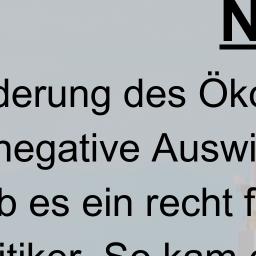 N
derung des Öko
negative Auswi
b es ein recht f
itiker. So kam